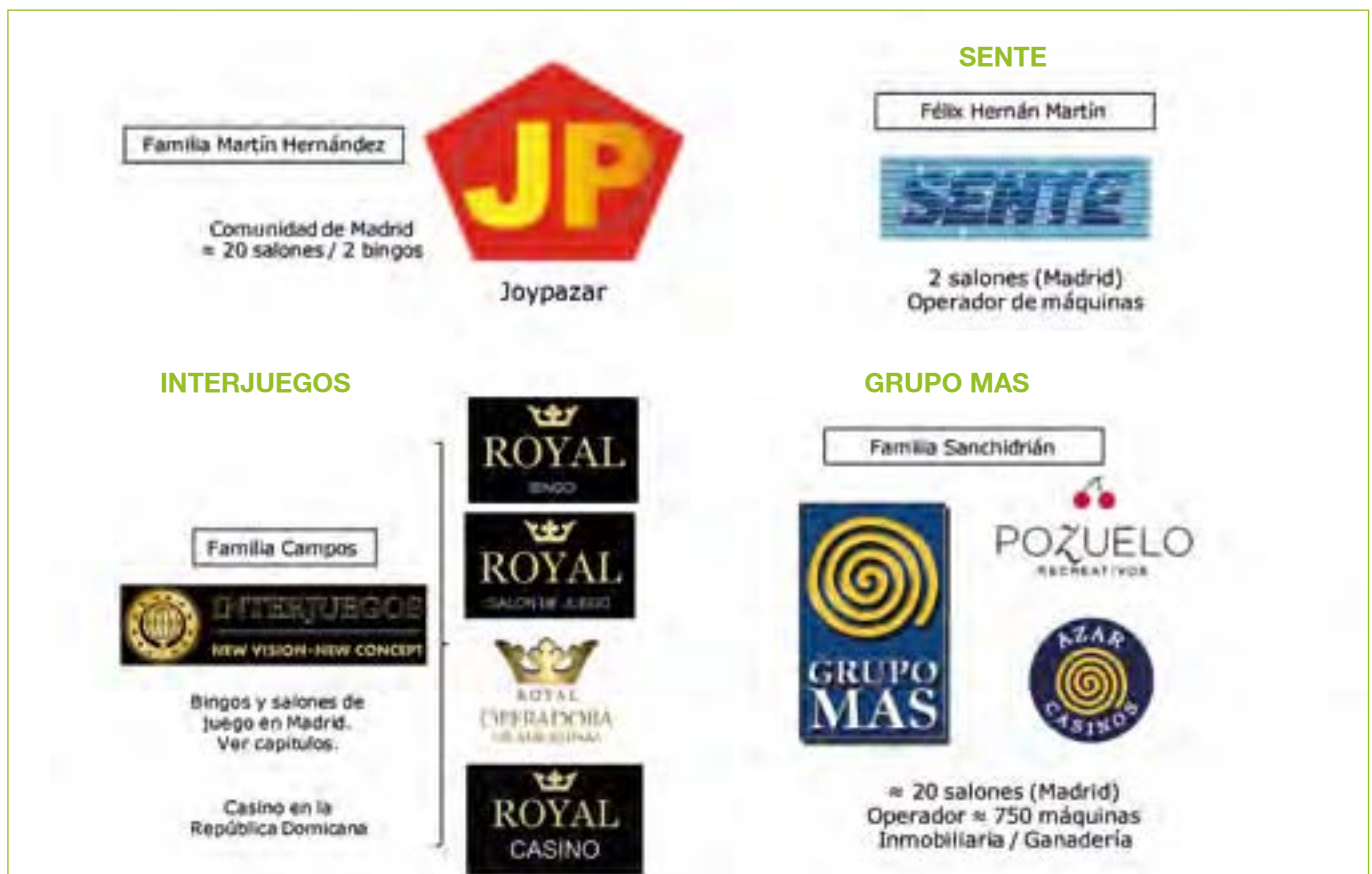 Familia Martín Hernández
JP
Comunidad de Madrid
≈ 20 salones / 2 bingos
Joypazar
SENTE
Félix Hernán Martín
SENTE
2 salones (Madrid)
Operador de máquinas
INTERJUEGOS
Familia Campos
INTERJUEGOS
NEW VISION-NEW CONCEPT
Bingos y salones de
juego en Madrid.
Ver capítulos.
Casino en la
República Domicana
ROYAL
BINGO
ROYAL
SALON DE JUEGO
ROYAL
OPERADORA
ROYAL
CASINO
GRUPO MAS
Familia Sanchidrián
GRUPO
MAS
POZUELO
RECREATIVOS
AZAR
CASINOS
≈ 20 salones (Madrid)
Operador ≈ 750 máquinas
Inmobiliaria / Ganadería